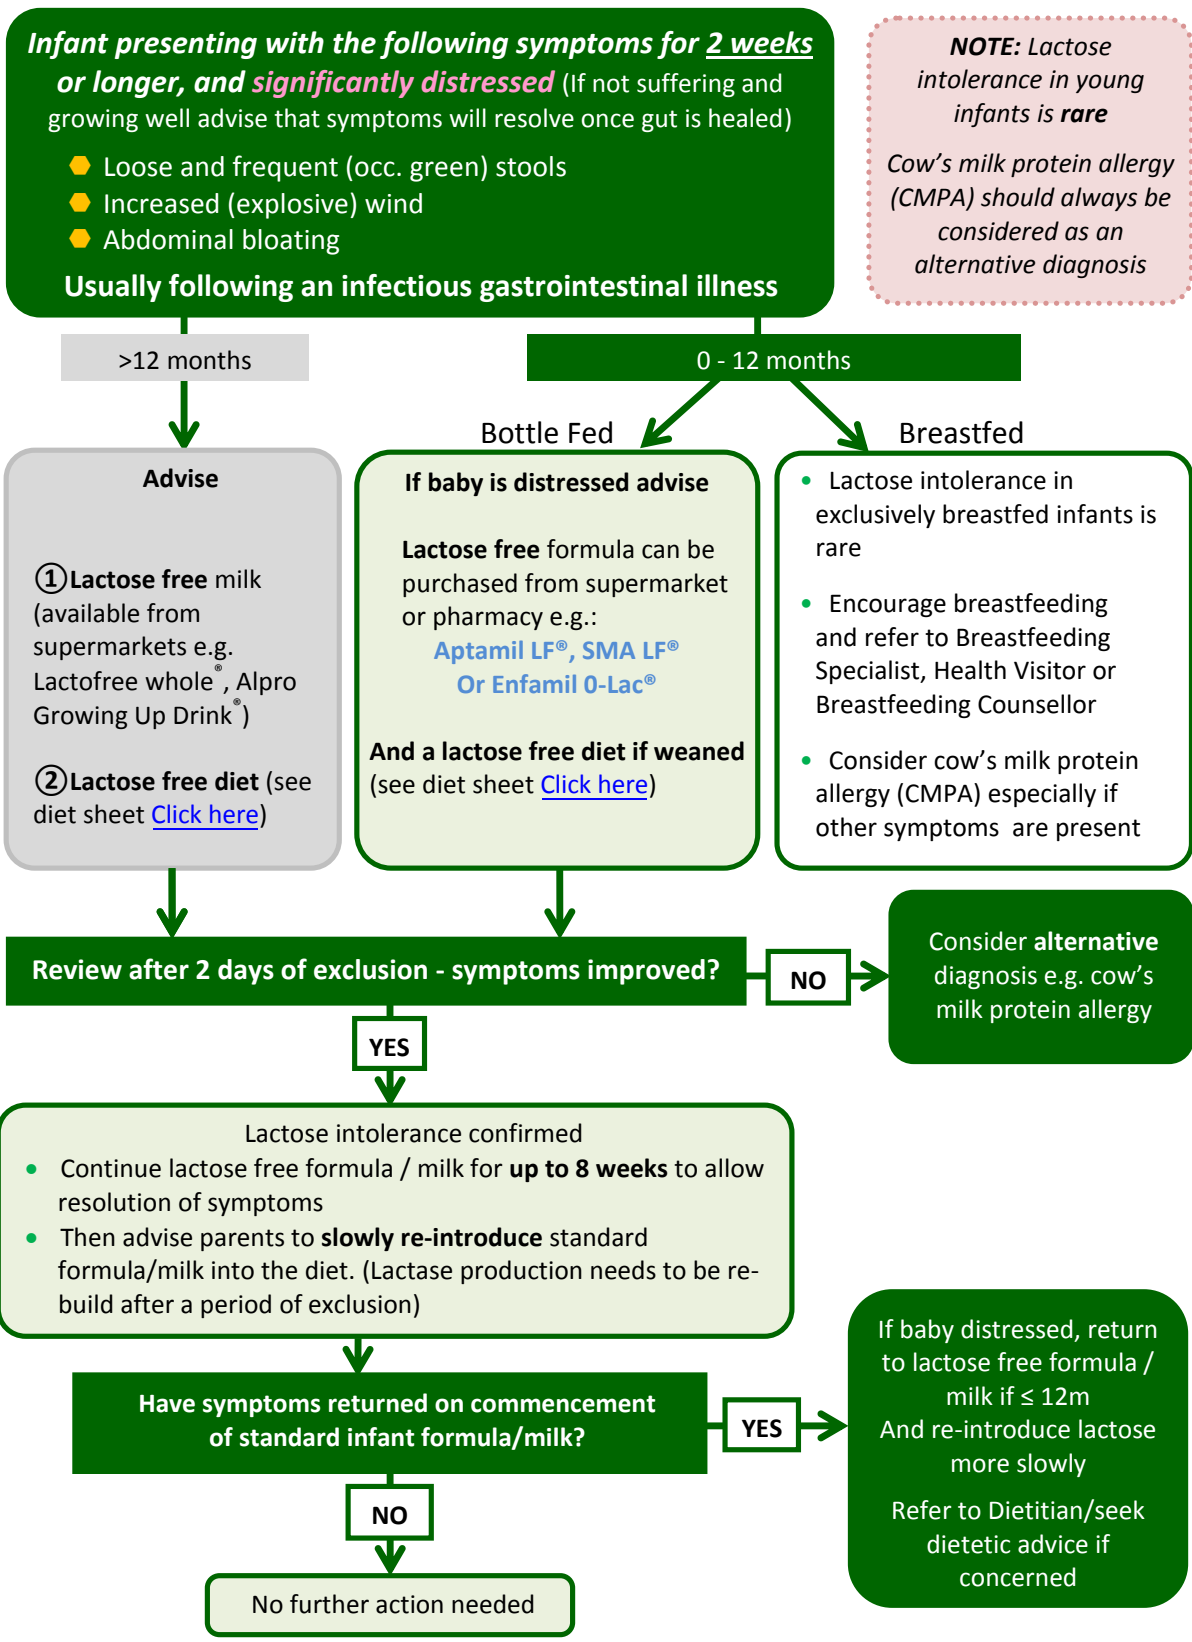 Infant presenting with the following symptoms for 2 weeks
or longer, and significantly distressed (If not suffering and
growing well advise that symptoms will resolve once gut is healed)
Loose and frequent (occ. green) stools
Increased (explosive) wind
Abdominal bloating
Usually following an infectious gastrointestinal illness
NOTE: Lactose
intolerance in young
infants is rare
Cow's milk protein allergy
(CMPA) should always be
considered as an
alternative diagnosis
>12 months
0 - 12 months
Bottle Fed
Breastfed
Advise
①Lactose free milk
(available from
supermarkets e.g.
Lactofree whole®, Alpro
Growing Up Drink®)
②Lactose free diet (see
diet sheet Click here)
If baby is distressed advise
Lactose free formula can be
purchased from supermarket
or pharmacy e.g.:
Aptamil LF®, SMA LF®
Or Enfamil 0-Lac®
And a lactose free diet if weaned
(see diet sheet Click here)
• Lactose intolerance in
exclusively breastfed infants is
rare
• Encourage breastfeeding
and refer to Breastfeeding
Specialist, Health Visitor or
Breastfeeding Counsellor
• Consider cow's milk protein
allergy (CMPA) especially if
other symptoms are present
Review after 2 days of exclusion - symptoms improved?
NO
Consider alternative
diagnosis e.g. cow's
milk protein allergy
YES
Lactose intolerance confirmed
• Continue lactose free formula / milk for up to 8 weeks to allow
resolution of symptoms
• Then advise parents to slowly re-introduce standard
formula/milk into the diet. (Lactase production needs to be re-
build after a period of exclusion)
Have symptoms returned on commencement
of standard infant formula/milk?
YES
If baby distressed, return
to lactose free formula /
milk if ≤ 12m
And re-introduce lactose
more slowly
Refer to Dietitian/seek
dietetic advice if
concerned
NO
No further action needed